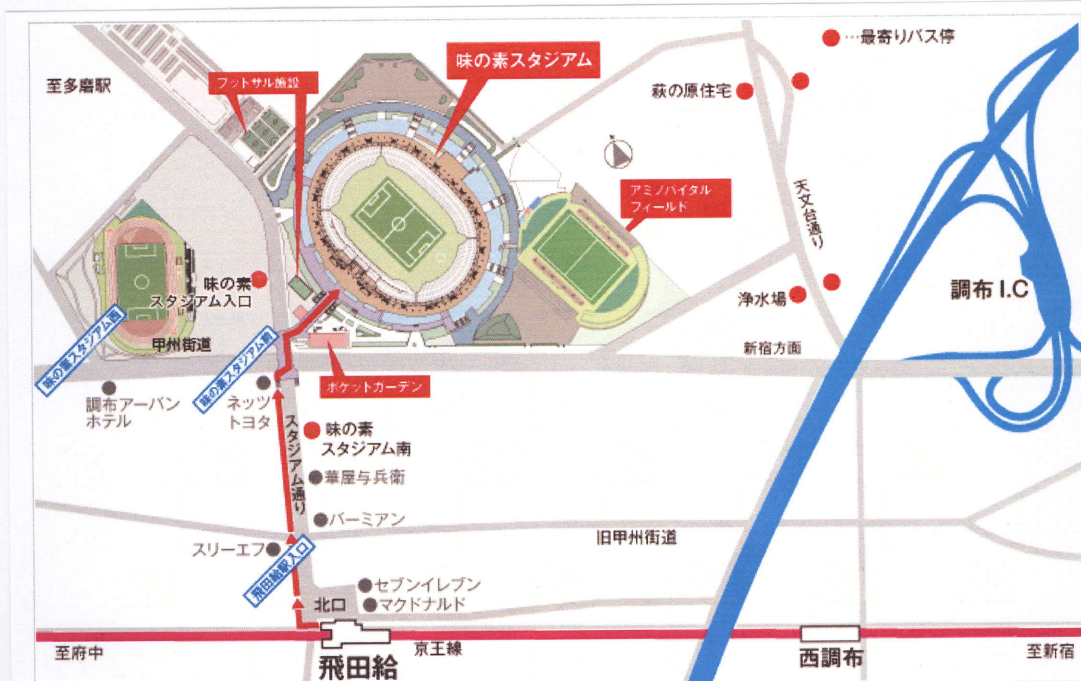 …最寄りバス停
味の素スタジアム
至多磨駅
フットサル施設
萩の原住宅
アミノバイタル
フィールド
天文台通り
味の素
スタジアム入口
浄水場
調布 I.C
味の素スタジアム西
甲州街道
味の素スタジアム南
新宿方面
ポケットガーデン
調布アーバン
ホテル
ネッツ
トヨタ
スタジアム通り
味の素
スタジアム南
華屋与兵衛
バーミアン
旧甲州街道
スリーエフ
飛田給駅入口
セブンイレブン
北口
マクドナルド
至府中
飛田給
京王線
西調布
至新宿